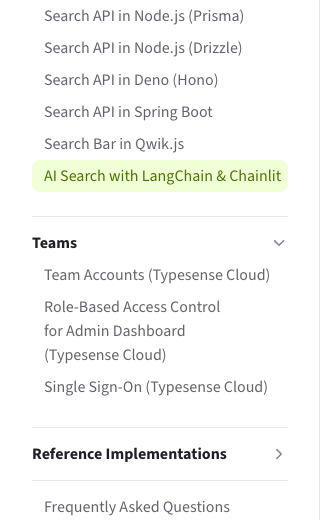 Search API in Node.js (Prisma)
Search API in Node.js (Drizzle)
Search API in Deno (Hono)
Search API in Spring Boot
Search Bar in Qwik.js
AI Search with LangChain & Chainlit
Teams
Team Accounts (Typesense Cloud)
Role-Based Access Control
for Admin Dashboard
(Typesense Cloud)
Single Sign-On (Typesense Cloud)
Reference Implementations
Frequently Asked Questions